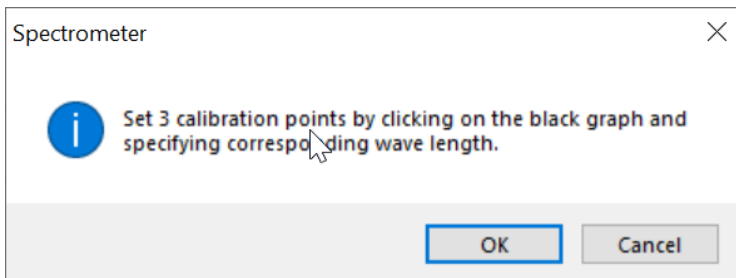 Spectrometer
Set 3 calibration points by clicking on the black graph and
specifying corresponding wave length.
OK
Cancel